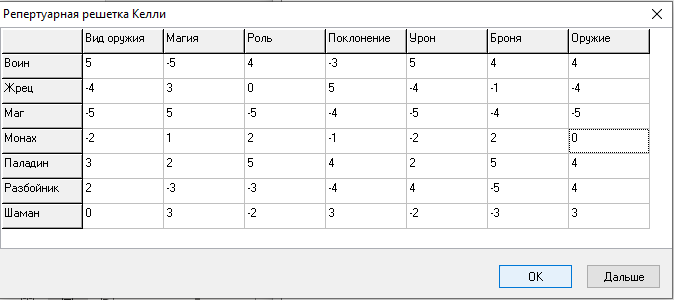 Репертуарная решетка Келли
Вид оружия Магия Роль Поклонение Урон Броня Оружие
Воин 5 -5 4 -3 5 4 4
Жрец -4 3 0 5 -4 -1 -4
Маг -5 5 -5 -4 -5 -4 -5
Монах -2 1 2 -1 -2 2 0
Паладин 3 2 5 4 2 5 4
Разбойник 2 -3 -3 -4 4 -5 4
Шаман 0 3 -2 3 -2 -3 3
OK Дальше